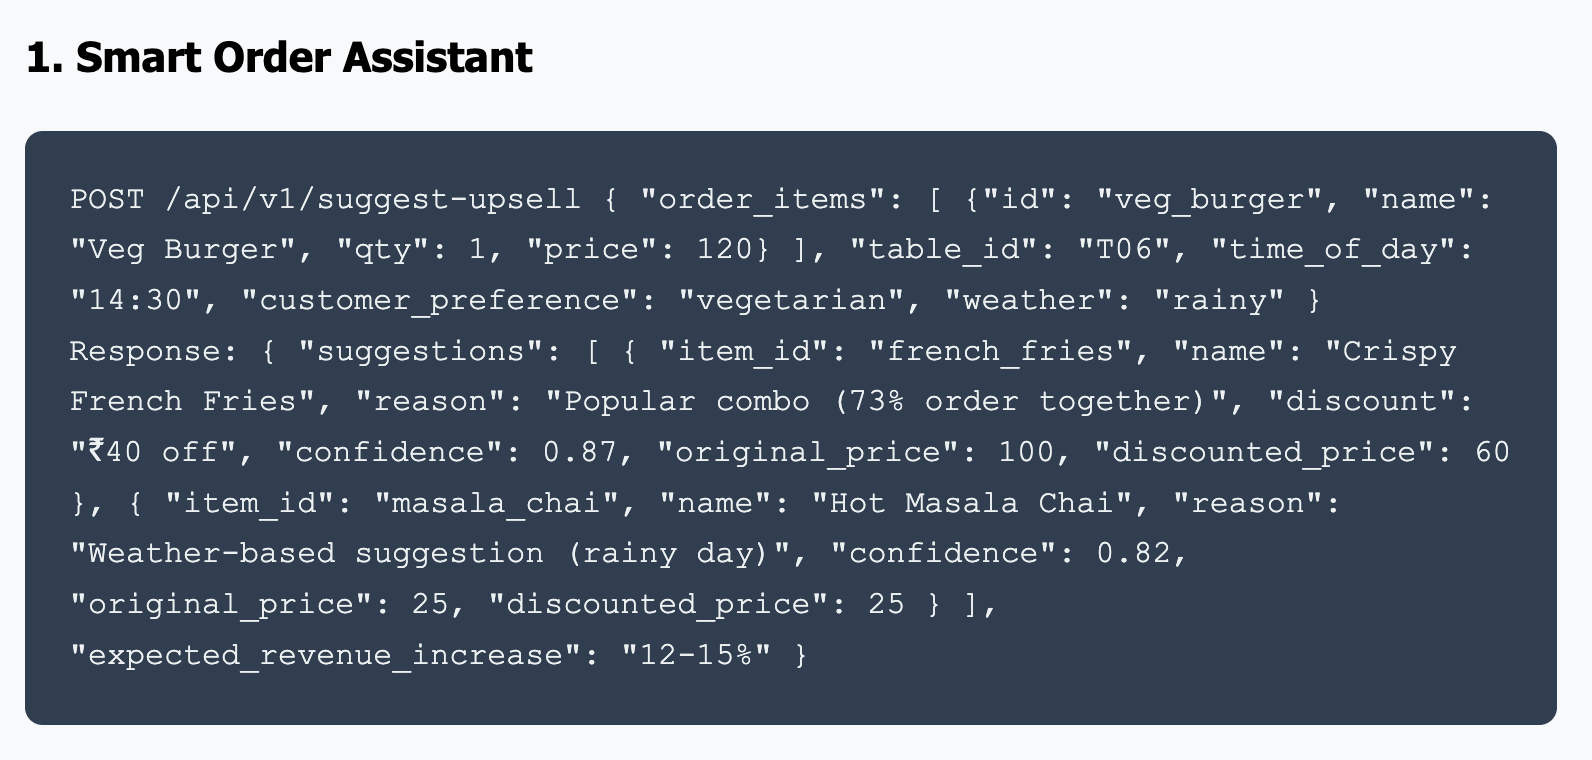 1. Smart Order Assistant
POST /api/v1/suggest-upsell { "order_items": [ {"id": "veg_burger", "name":
"Veg Burger", "qty": 1, "price": 120} ], "table_id": "T06", "time_of_day":
"14:30", "customer_preference": "vegetarian", "weather": "rainy" }
Response: { "suggestions": [ { "item_id": "french_fries", "name": "Crispy
French Fries", "reason": "Popular combo (73% order together)", "discount":
"₹40 off", "confidence": 0.87, "original_price": 100, "discounted_price": 60
}, { "item_id": "masala_chai", "name": "Hot Masala Chai", "reason":
"Weather-based suggestion (rainy day)", "confidence": 0.82,
"original_price": 25, "discounted_price": 25 } ],
"expected_revenue_increase": "12-15%" }